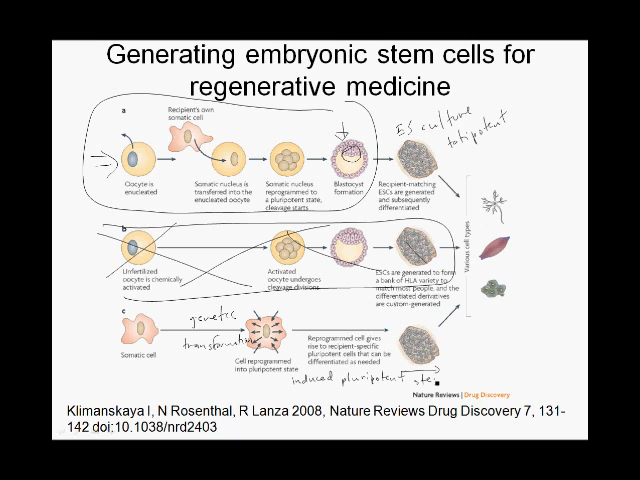 Generating embryonic stem cells for
regenerative medicine
a
Recipient's own
somatic cell
ES culture
totipotent
Oocyte is
enucleated
Somatic nucleus is
transferred into the
enucleated oocyte
Somatic nucleus
reprogrammed to
a pluripotent state,
cleavage starts
Blastocyst
formation
Recipient-matching
ESCs are generated
and subsequently
differentiated
Various cell types
b
Unfertilized
oocyte is chemically
activated
Activated
oocyte undergoes
cleavage divisions
ESCs are generated to form
a bank of HLA variety to
match most people, and the
differentiated derivatives
are custom-generated
c
genetic
transformation
Somatic cell
Cell reprogrammed
into pluripotent state
Reprogrammed cell gives
rise to recipient-specific
pluripotent cells that can be
differentiated as needed
induced pluripotent ste
Nature Reviews | Drug Discovery
Klimanskaya I, N Rosenthal, R Lanza 2008, Nature Reviews Drug Discovery 7, 131-
142 doi:10.1038/nrd2403